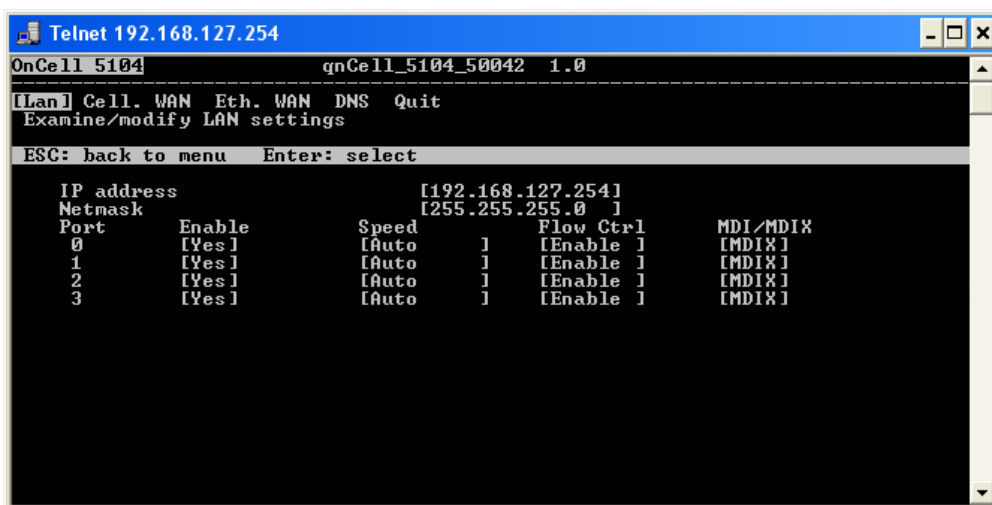 Telnet 192.168.127.254
OnCell 5104 qnCell_5104_50042 1.0
[Lan] Cell. WAN Eth. WAN DNS Quit
Examine/modify LAN settings
ESC: back to menu Enter: select
IP address [192.168.127.254]
Netmask [255.255.255.0 ]
Port Enable Speed Flow Ctrl MDI/MDIX
0 [Yes] [Auto ] [Enable ] [MDIX]
1 [Yes] [Auto ] [Enable ] [MDIX]
2 [Yes] [Auto ] [Enable ] [MDIX]
3 [Yes] [Auto ] [Enable ] [MDIX]